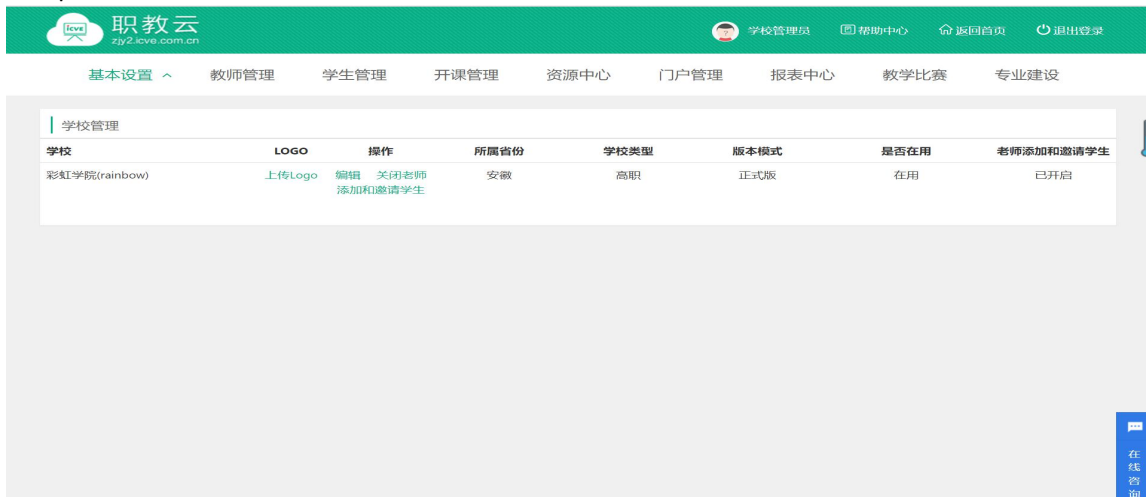 icve 职教云
zjy2.icve.com.cn
学校管理员 帮助中心 返回首页 退出登录
基本设置 教师管理 学生管理 开课管理 资源中心 门户管理 报表中心 教学比赛 专业建设
学校管理
学校 LOGO 操作 所属省份 学校类型 版本模式 是否在用 老师添加和邀请学生
彩虹学院(rainbow) 上传Logo 编辑 关闭老师 安徽 高职 正式版 在用 已开启
添加和邀请学生
在线咨询